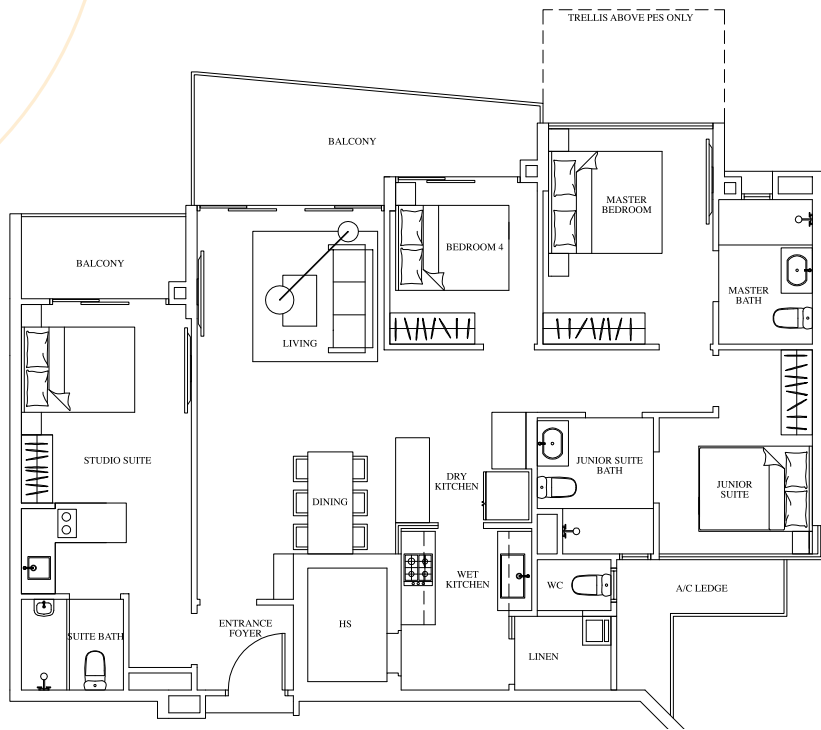 TRELLIS ABOVE PES ONLY
BALCONY
MASTER
BEDROOM
BEDROOM 4
BALCONY
MASTER
BATH
LIVING
STUDIO SUITE
JUNIOR SUITE
BATH
DRY
KITCHEN
JUNIOR
SUITE
DINING
WET
KITCHEN
WC
A/C LEDGE
ENTRANCE
FOYER
HS
SUITE BATH
LINEN